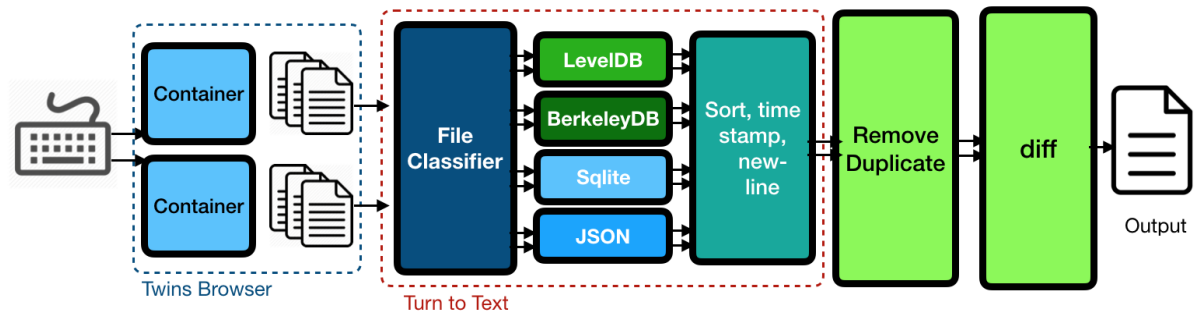 Container
Container
Twins Browser
File
Classifier
LevelDB
BerkeleyDB
Sqlite
JSON
Sort, time
stamp,
new-
line
Turn to Text
Remove
Duplicate
diff
Output